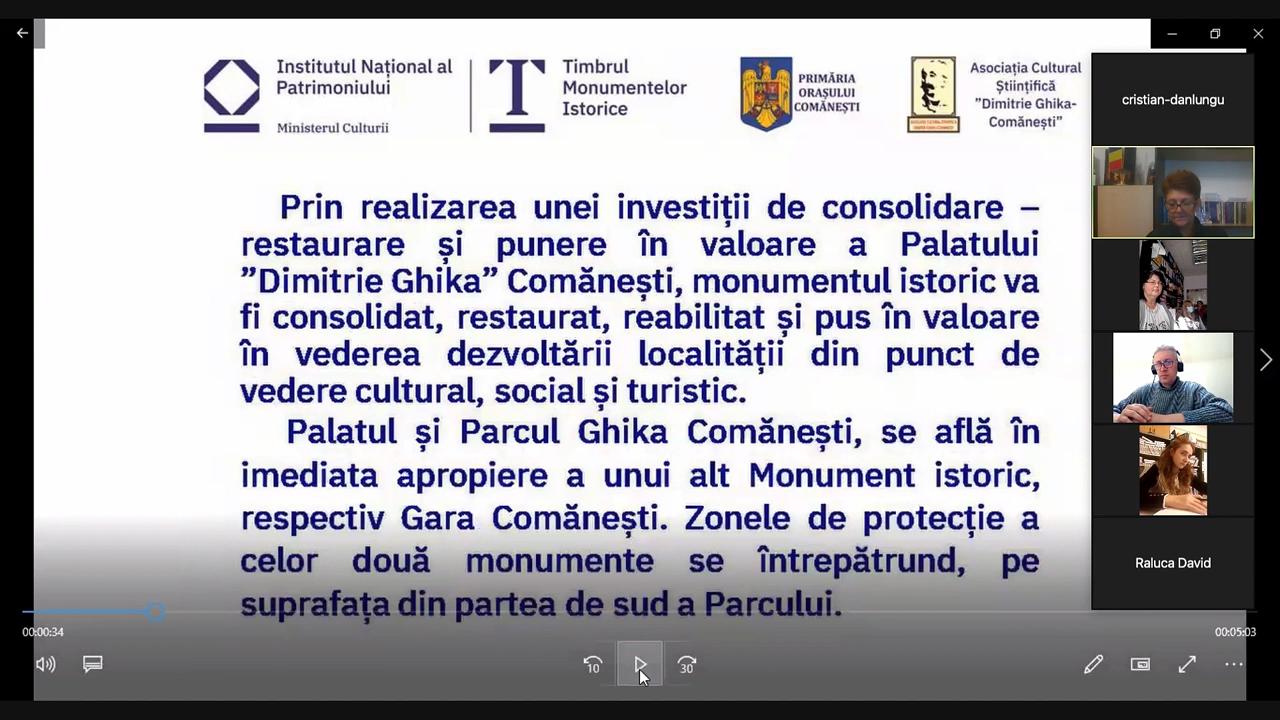 Institutul Național al
Patrimoniului
Ministerul Culturii
Timbrul
Monumentelor
Istorice
PRIMĂRIA
ORAȘULUI
COMĂNEȘTI
Asociația Cultural
Științifică
”Dimitrie Ghika-
Comănești”
cristian-danlungu
Prin realizarea unei investiții de consolidare –
restaurare și punere în valoare a Palatului
”Dimitrie Ghika” Comănești, monumentul istoric va
fi consolidat, restaurat, reabilitat și pus în valoare
în vederea dezvoltării localității din punct de
vedere cultural, social și turistic.
Palatul și Parcul Ghika Comănești, se află în
imediata apropiere a unui alt Monument istoric,
respectiv Gara Comănești. Zonele de protecție a
celor două monumente se întrepătrund, pe
suprafața din partea de sud a Parcului.
Raluca David
00:00:34
00:05:03
10
30